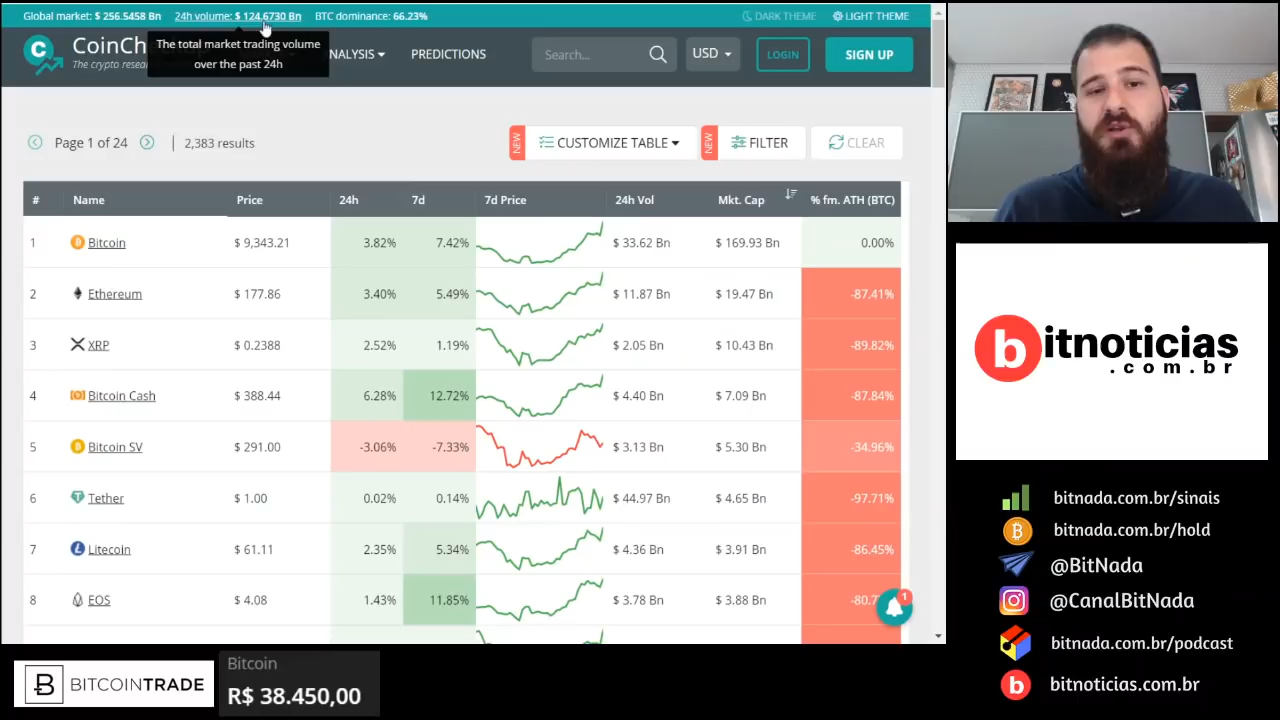 Global market: $ 256.5458 Bn 24h volume: $ 124.6730 Bn BTC dominance: 66.23% DARK THEME LIGHT THEME
The total market trading volume
over the past 24h
CoinCh
The crypto resear
NALYSIS PREDICTIONS Search... USD LOGIN SIGN UP
Page 1 of 24 2,383 results NEW CUSTOMIZE TABLE NEW FILTER CLEAR
# Name Price 24h 7d 7d Price 24h Vol Mkt. Cap % fm. ATH (BTC)
1 Bitcoin $ 9,343.21 3.82% 7.42% $ 33.62 Bn $ 169.93 Bn 0.00%
2 Ethereum $ 177.86 3.40% 5.49% $ 11.87 Bn $ 19.47 Bn -87.41%
3 XRP $ 0.2388 2.52% 1.19% $ 2.05 Bn $ 10.43 Bn -89.82%
4 Bitcoin Cash $ 388.44 6.28% 12.72% $ 4.40 Bn $ 7.09 Bn -87.84%
5 Bitcoin SV $ 291.00 -3.06% -7.33% $ 3.13 Bn $ 5.30 Bn -34.96%
6 Tether $ 1.00 0.02% 0.14% $ 44.97 Bn $ 4.65 Bn -97.71%
7 Litecoin $ 61.11 2.35% 5.34% $ 4.36 Bn $ 3.91 Bn -86.45%
8 EOS $ 4.08 1.43% 11.85% $ 3.78 Bn $ 3.88 Bn -80.7
1
bitnoticias
.com.br
bitnada.com.br/sinais
bitnada.com.br/hold
@BitNada
@CanalBitNada
bitnada.com.br/podcast
bitnoticias.com.br
BITCOINTRADE
Bitcoin
R$ 38.450,00